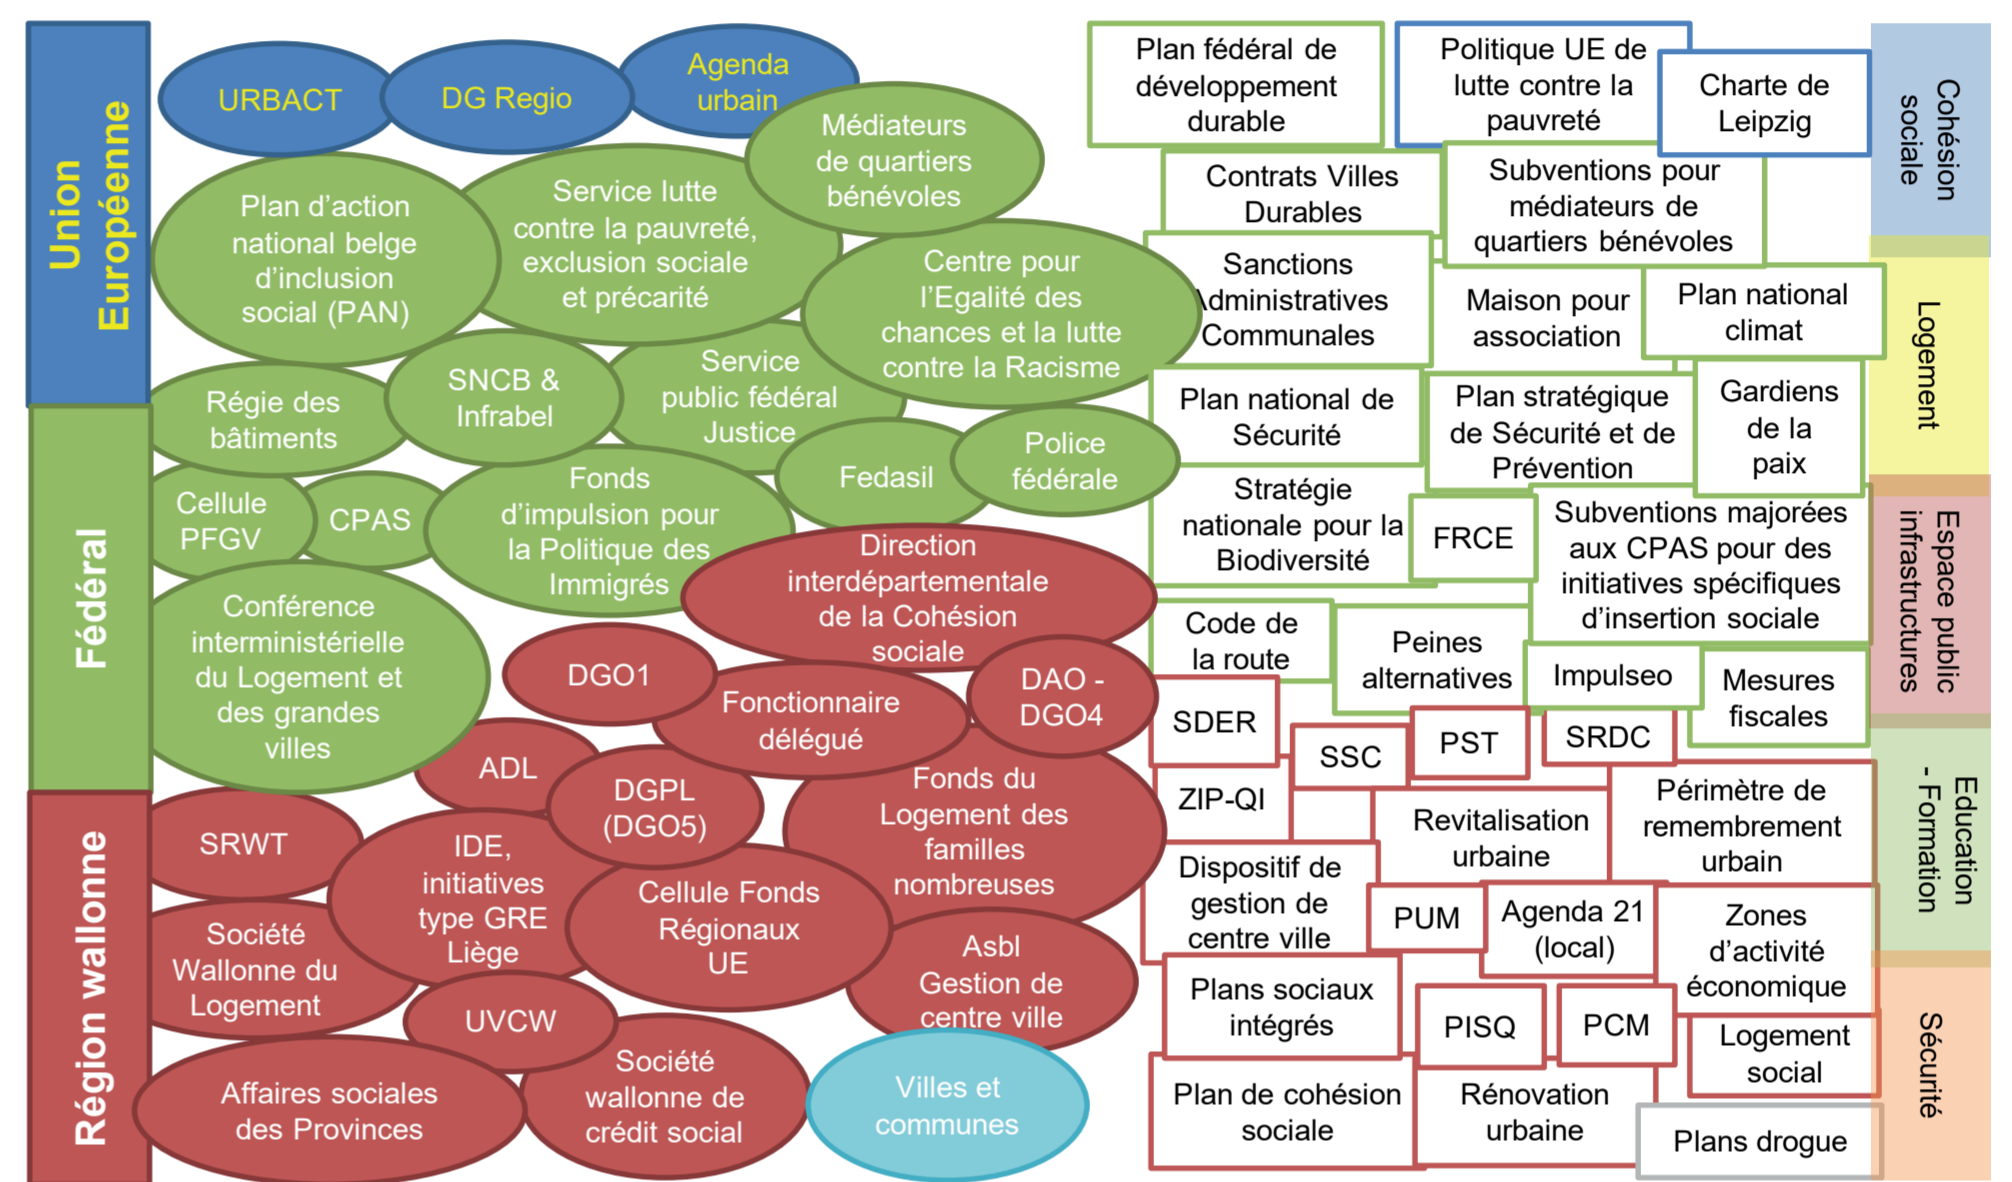 Union
Européenne
Fédéral
Région wallonne
URBACT
DG Regio
Agenda
urbain
Médiateurs
de quartiers
bénévoles
Plan d’action
national belge
d’inclusion
social (PAN)
Service lutte
contre la pauvreté,
exclusion sociale
et précarité
Centre pour
l’Egalité des
chances et la lutte
contre la Racisme
Régie des
bâtiments
SNCB &
Infrabel
Service
public fédéral
Justice
Fedasil
Police
fédérale
Cellule
PFGV
CPAS
Fonds
d’impulsion pour
la Politique des
Immigrés
Direction
interdépartementale
de la Cohésion
sociale
Conférence
interministérielle
du Logement et
des grandes
villes
DGO1
Fonctionnaire
délégué
DAO -
DGO4
ADL
DGPL
(DGO5)
Fonds du
Logement des
familles
nombreuses
SRWT
IDE,
initiatives
type GRE
Liège
Cellule Fonds
Régionaux
UE
Société
Wallonne du
Logement
Asbl
Gestion de
centre ville
UVCW
Affaires sociales
des Provinces
Société
wallonne de
crédit social
Villes et
communes
Plan fédéral de
développement
durable
Politique UE de
lutte contre la
pauvreté
Charte de
Leipzig
Contrats Villes
Durables
Subventions pour
médiateurs de
quartiers bénévoles
Sanctions
Administratives
Communales
Maison pour
association
Plan national
climat
Plan national de
Sécurité
Plan stratégique
de Sécurité et de
Prévention
Gardiens
de la
paix
Stratégie
nationale pour la
Biodiversité
FRCE
Subventions majorées
aux CPAS pour des
initiatives spécifiques
d’insertion sociale
Code de
la route
Peines
alternatives
Impulseo
Mesures
fiscales
SDER
SSC
PST
SRDC
ZIP-QI
Revitalisation
urbaine
Périmètre de
remembrement
urbain
Dispositif de
gestion de
centre ville
PUM
Agenda 21
(local)
Zones
d’activité
économique
Plans sociaux
intégrés
PISQ
PCM
Logement
social
Plan de cohésion
sociale
Rénovation
urbaine
Plans drogue
Cohésion
sociale
Logement
Espace public
infrastructures
Education
- Formation
Sécurité